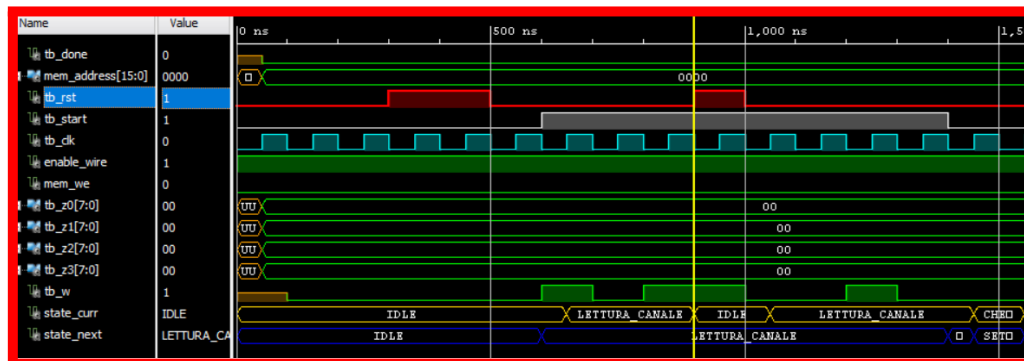 Name Value
0 ns 500 ns 1,000 ns 1,5
tb_done 0
mem_address[15:0] 0000 0000
tb_rst 1
tb_start 1
tb_clk 0
enable_wire 1
mem_we 0
tb_z0[7:0] 00 UU 00
tb_z1[7:0] 00 UU 00
tb_z2[7:0] 00 UU 00
tb_z3[7:0] 00 UU 00
tb_w 1
state_curr IDLE IDLE LETTURA_CANALE IDLE LETTURA_CANALE CHE
state_next LETTURA_CA IDLE LETTURA_CANALE SET